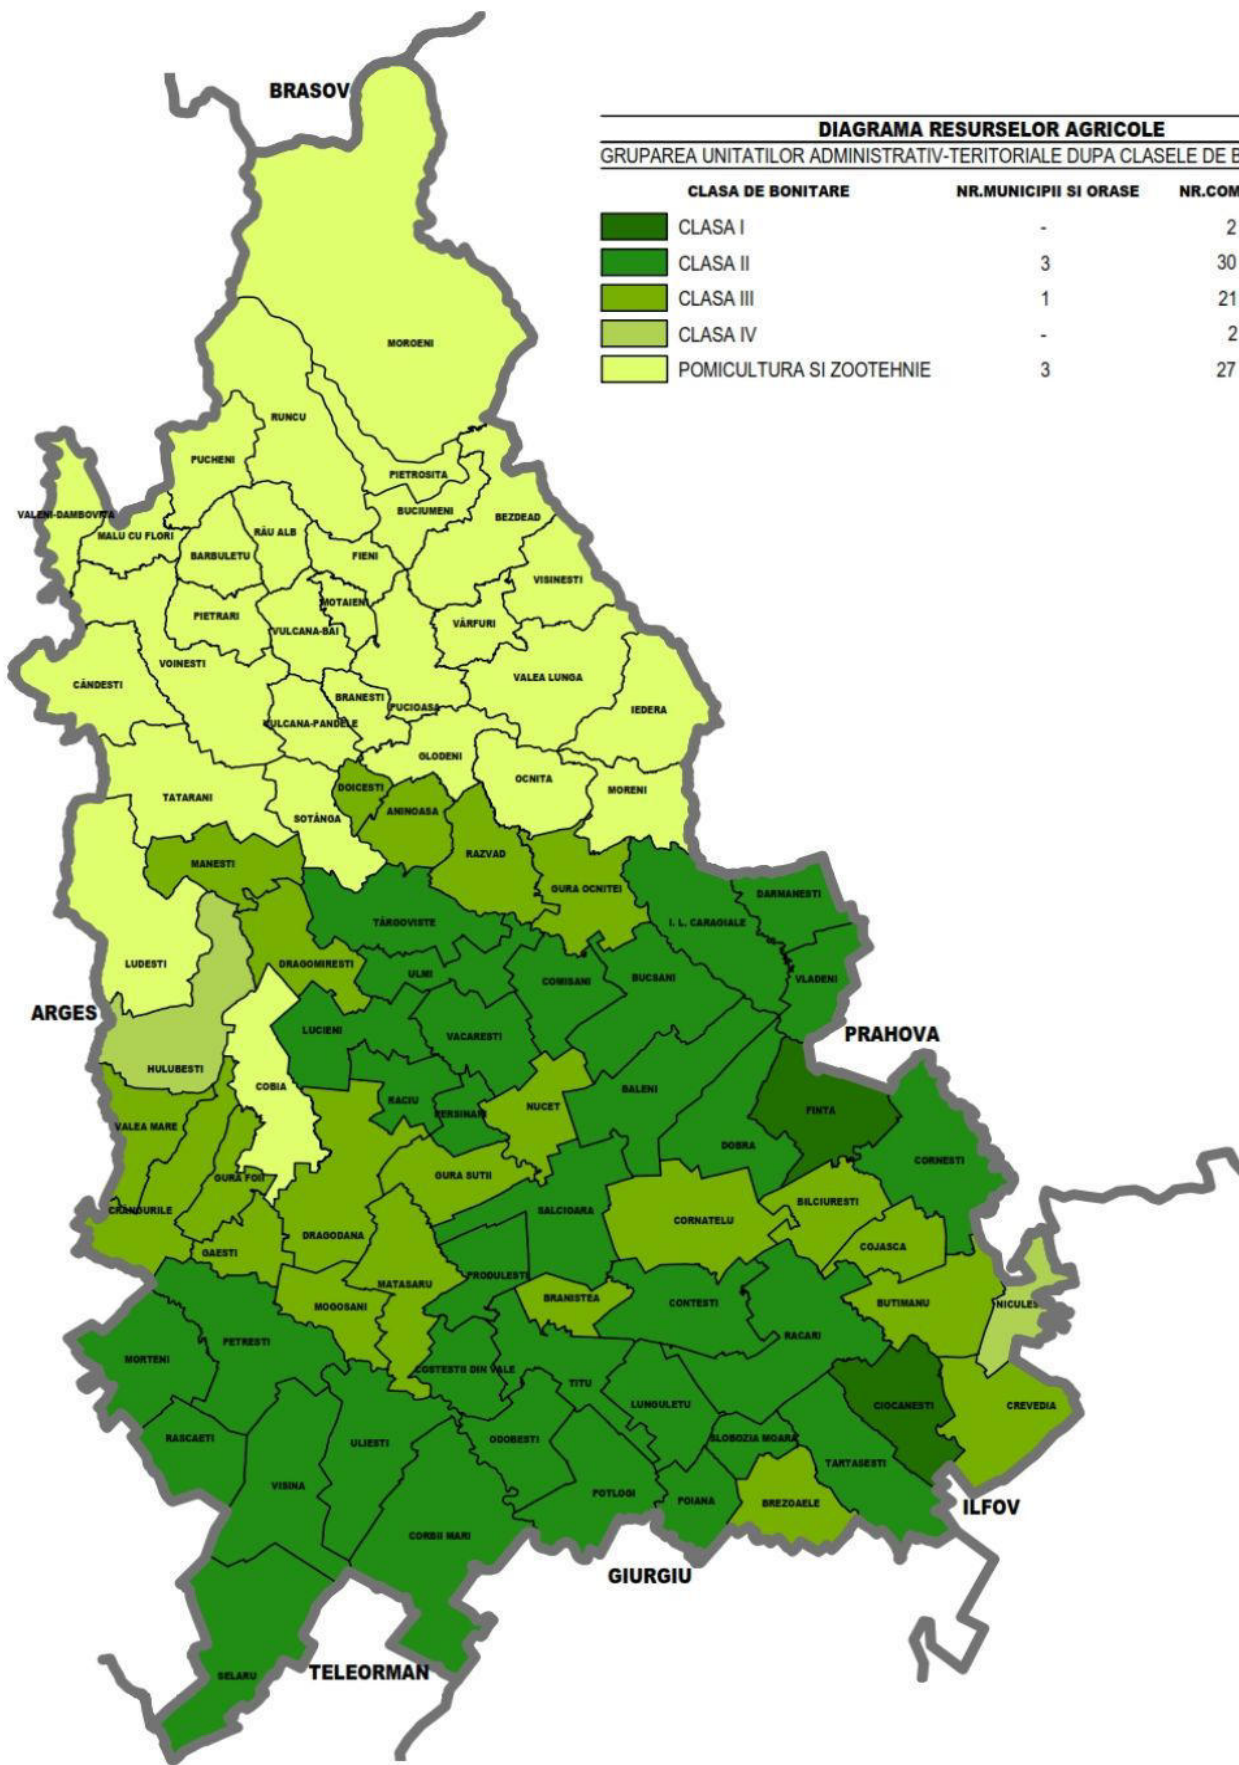 BRASOV
DIAGRAMA RESURSELOR AGRICOLE
GRUPAREA UNITATILOR ADMINISTRATIV-TERITORIALE DUPA CLASELE DE B
CLASA DE BONITARE NR.MUNICIPII SI ORASE NR.COM
CLASA I - 2
CLASA II 3 30
CLASA III 1 21
CLASA IV - 2
POMICULTURA SI ZOOTEHNIE 3 27
MOROENI
RUNCU
PUCHENI
PIETROSITA
BUCIUMENI
BEZDEAD
VALENI-DAMBOVITA
MALU CU FLORI
RÂU ALB
BARBULETU
FIENI
VISINESTI
MOTAIENI
PIETRARI
VULCANA-BAI
VÂRFURI
VOINESTI
VALEA LUNGA
CÂNDESTI
BRANESTI
PUCIOASA
IEDERA
VULCANA-PANDELE
GLODENI
OCNITA
DOICESTI
MORENI
TATARANI
ANINOASA
SOTÂNGA
RAZVAD
MANESTI
GURA OCNITEI
DARMANESTI
TÂRGOVISTE
I. L. CARAGIALE
LUDESTI
DRAGOMIRESTI
ULMI
COMISANI
BUCSANI
VLADENI
ARGES
LUCIENI
VACARESTI
PRAHOVA
HULUBESTI
COBIA
BALENI
RACIU
PERSINARI
NUCET
FINTA
VALEA MARE
DOBRA
CORNESTI
GURA FOII
GURA SUTII
BILCIURESTI
CRANGURILE
SALCIOARA
CORNATELU
DRAGODANA
COJASCA
GAESTI
MATASARU
PRODULESTI
BRANISTEA
CONTESTI
BUTIMANU
NICULES
MOGOSANI
PETRESTI
RACARI
MORTENI
COSTESTII DIN VALE
TITU
LUNGULETU
CIOCANESTI
CREVEDIA
RASCAETI
ULIESTI
ODOBESTI
SLOBOZIA MOARA
TARTASESTI
VISINA
POTLOGI
POIANA
BREZOAELE
ILFOV
CORBII MARI
GIURGIU
SELARU
TELEORMAN